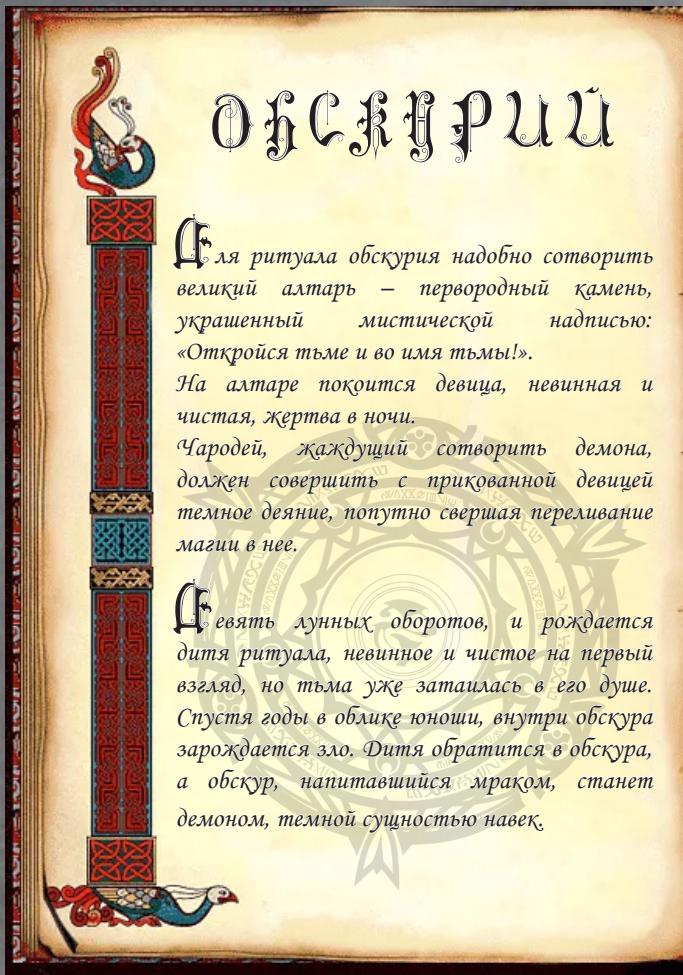 ОБСКУРИЙ
Для ритуала обскурия надобно сотворить
великий алтарь – первородный камень,
украшенный мистической надписью:
«Откройся тьме и во имя тьмы!».
На алтаре покоится девица, невинная и
чистая, жертва в ночи.
Чародей, жаждущий сотворить демона,
должен совершить с прикованной девицей
темное деяние, попутно свершая переливание
магии в нее.
Девять лунных оборотов, и рождается
дитя ритуала, невинное и чистое на первый
взгляд, но тьма уже затаилась в его душе.
Спустя годы в облике юноши, внутри обскура
зарождается зло. Дитя обратится в обскура,
а обскур, напитавшийся мраком, станет
демоном, темной сущностью навек.